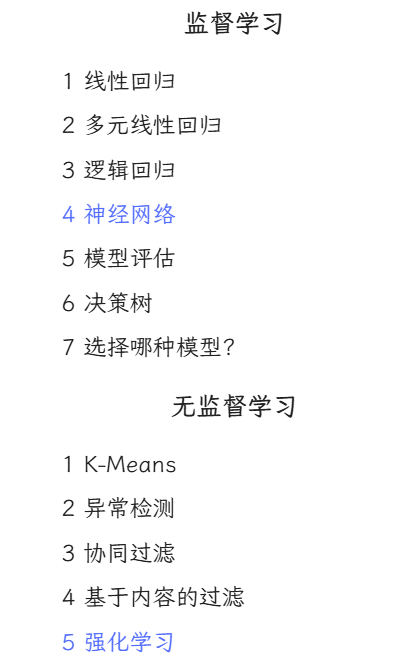 监督学习
1 线性回归
2 多元线性回归
3 逻辑回归
4 神经网络
5 模型评估
6 决策树
7 选择哪种模型?
无监督学习
1 K-Means
2 异常检测
3 协同过滤
4 基于内容的过滤
5 强化学习